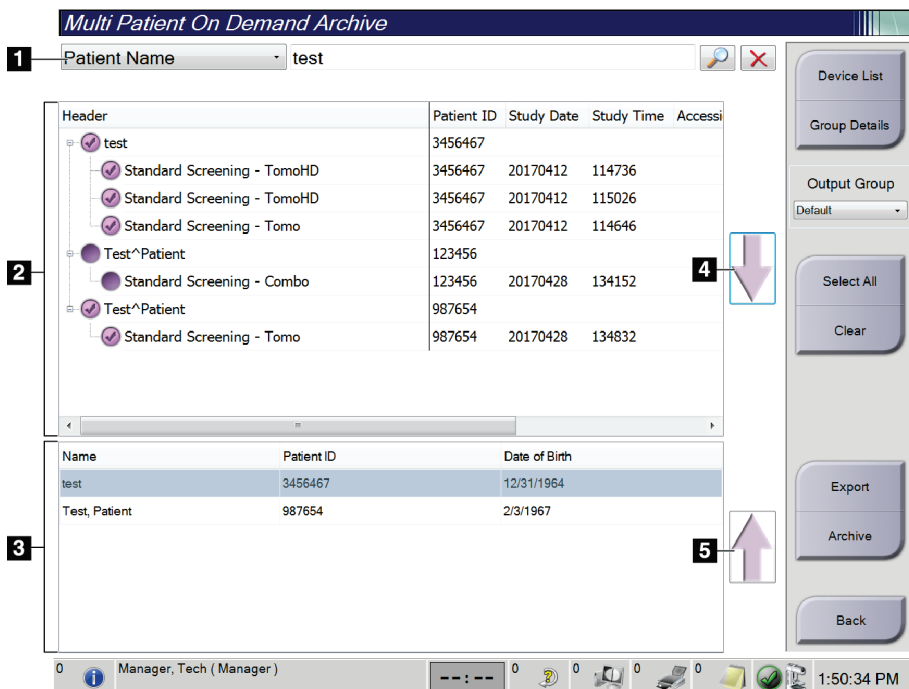 Multi Patient On Demand Archive
1 Patient Name test
Device List
Group Details
Output Group
Default
Select All
Clear
Export
Archive
Back
2
Header Patient ID Study Date Study Time Accessi
test 3456467
Standard Screening - TomoHD 3456467 20170412 114736
Standard Screening - TomoHD 3456467 20170412 115026
Standard Screening - Tomo 3456467 20170412 114646
Test^Patient 123456
Standard Screening - Combo 123456 20170428 134152
Test^Patient 987654
Standard Screening - Tomo 987654 20170428 134832
4
3
Name Patient ID Date of Birth
test 3456467 12/31/1964
Test, Patient 987654 2/3/1967
5
0 Manager, Tech ( Manager ) --:-- 0 0 0 0 1:50:34 PM